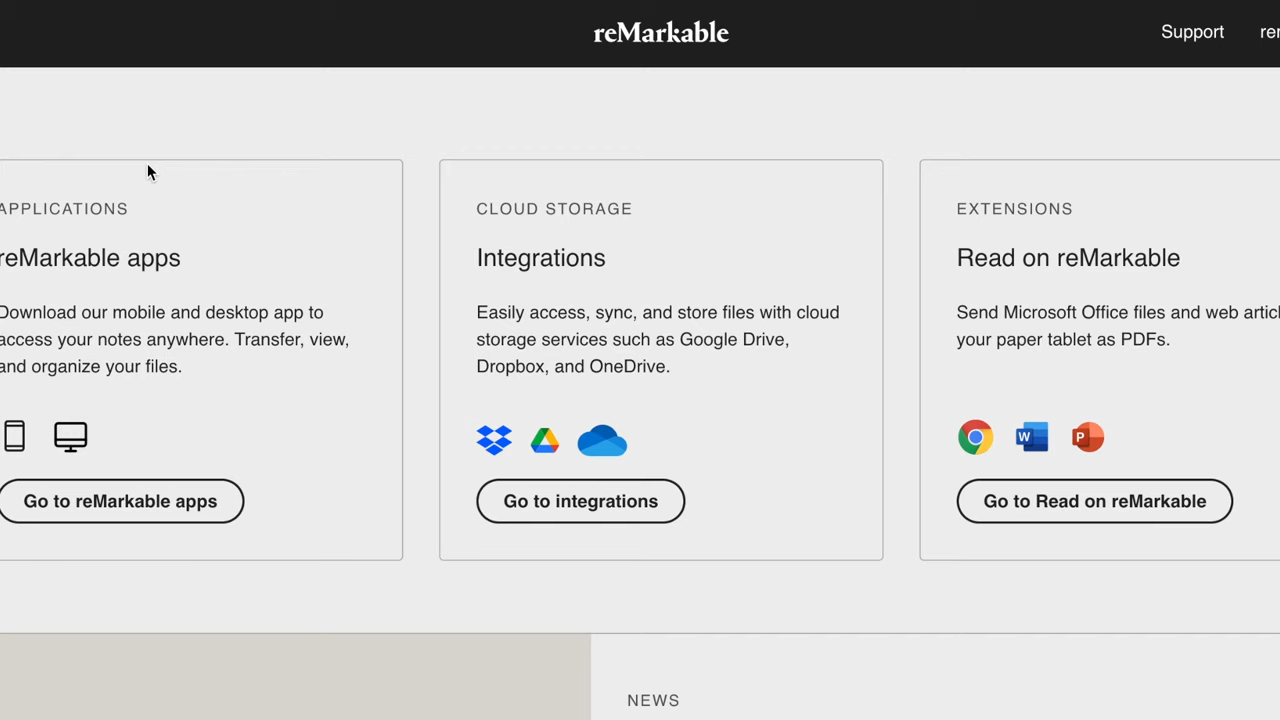 reMarkable
Support
APPLICATIONS
reMarkable apps
Download our mobile and desktop app to
access your notes anywhere. Transfer, view,
and organize your files.
Go to reMarkable apps
CLOUD STORAGE
Integrations
Easily access, sync, and store files with cloud
storage services such as Google Drive,
Dropbox, and OneDrive.
Go to integrations
EXTENSIONS
Read on reMarkable
Send Microsoft Office files and web
your paper tablet as PDFs.
W
P
Go to Read on reMarkable
NEWS